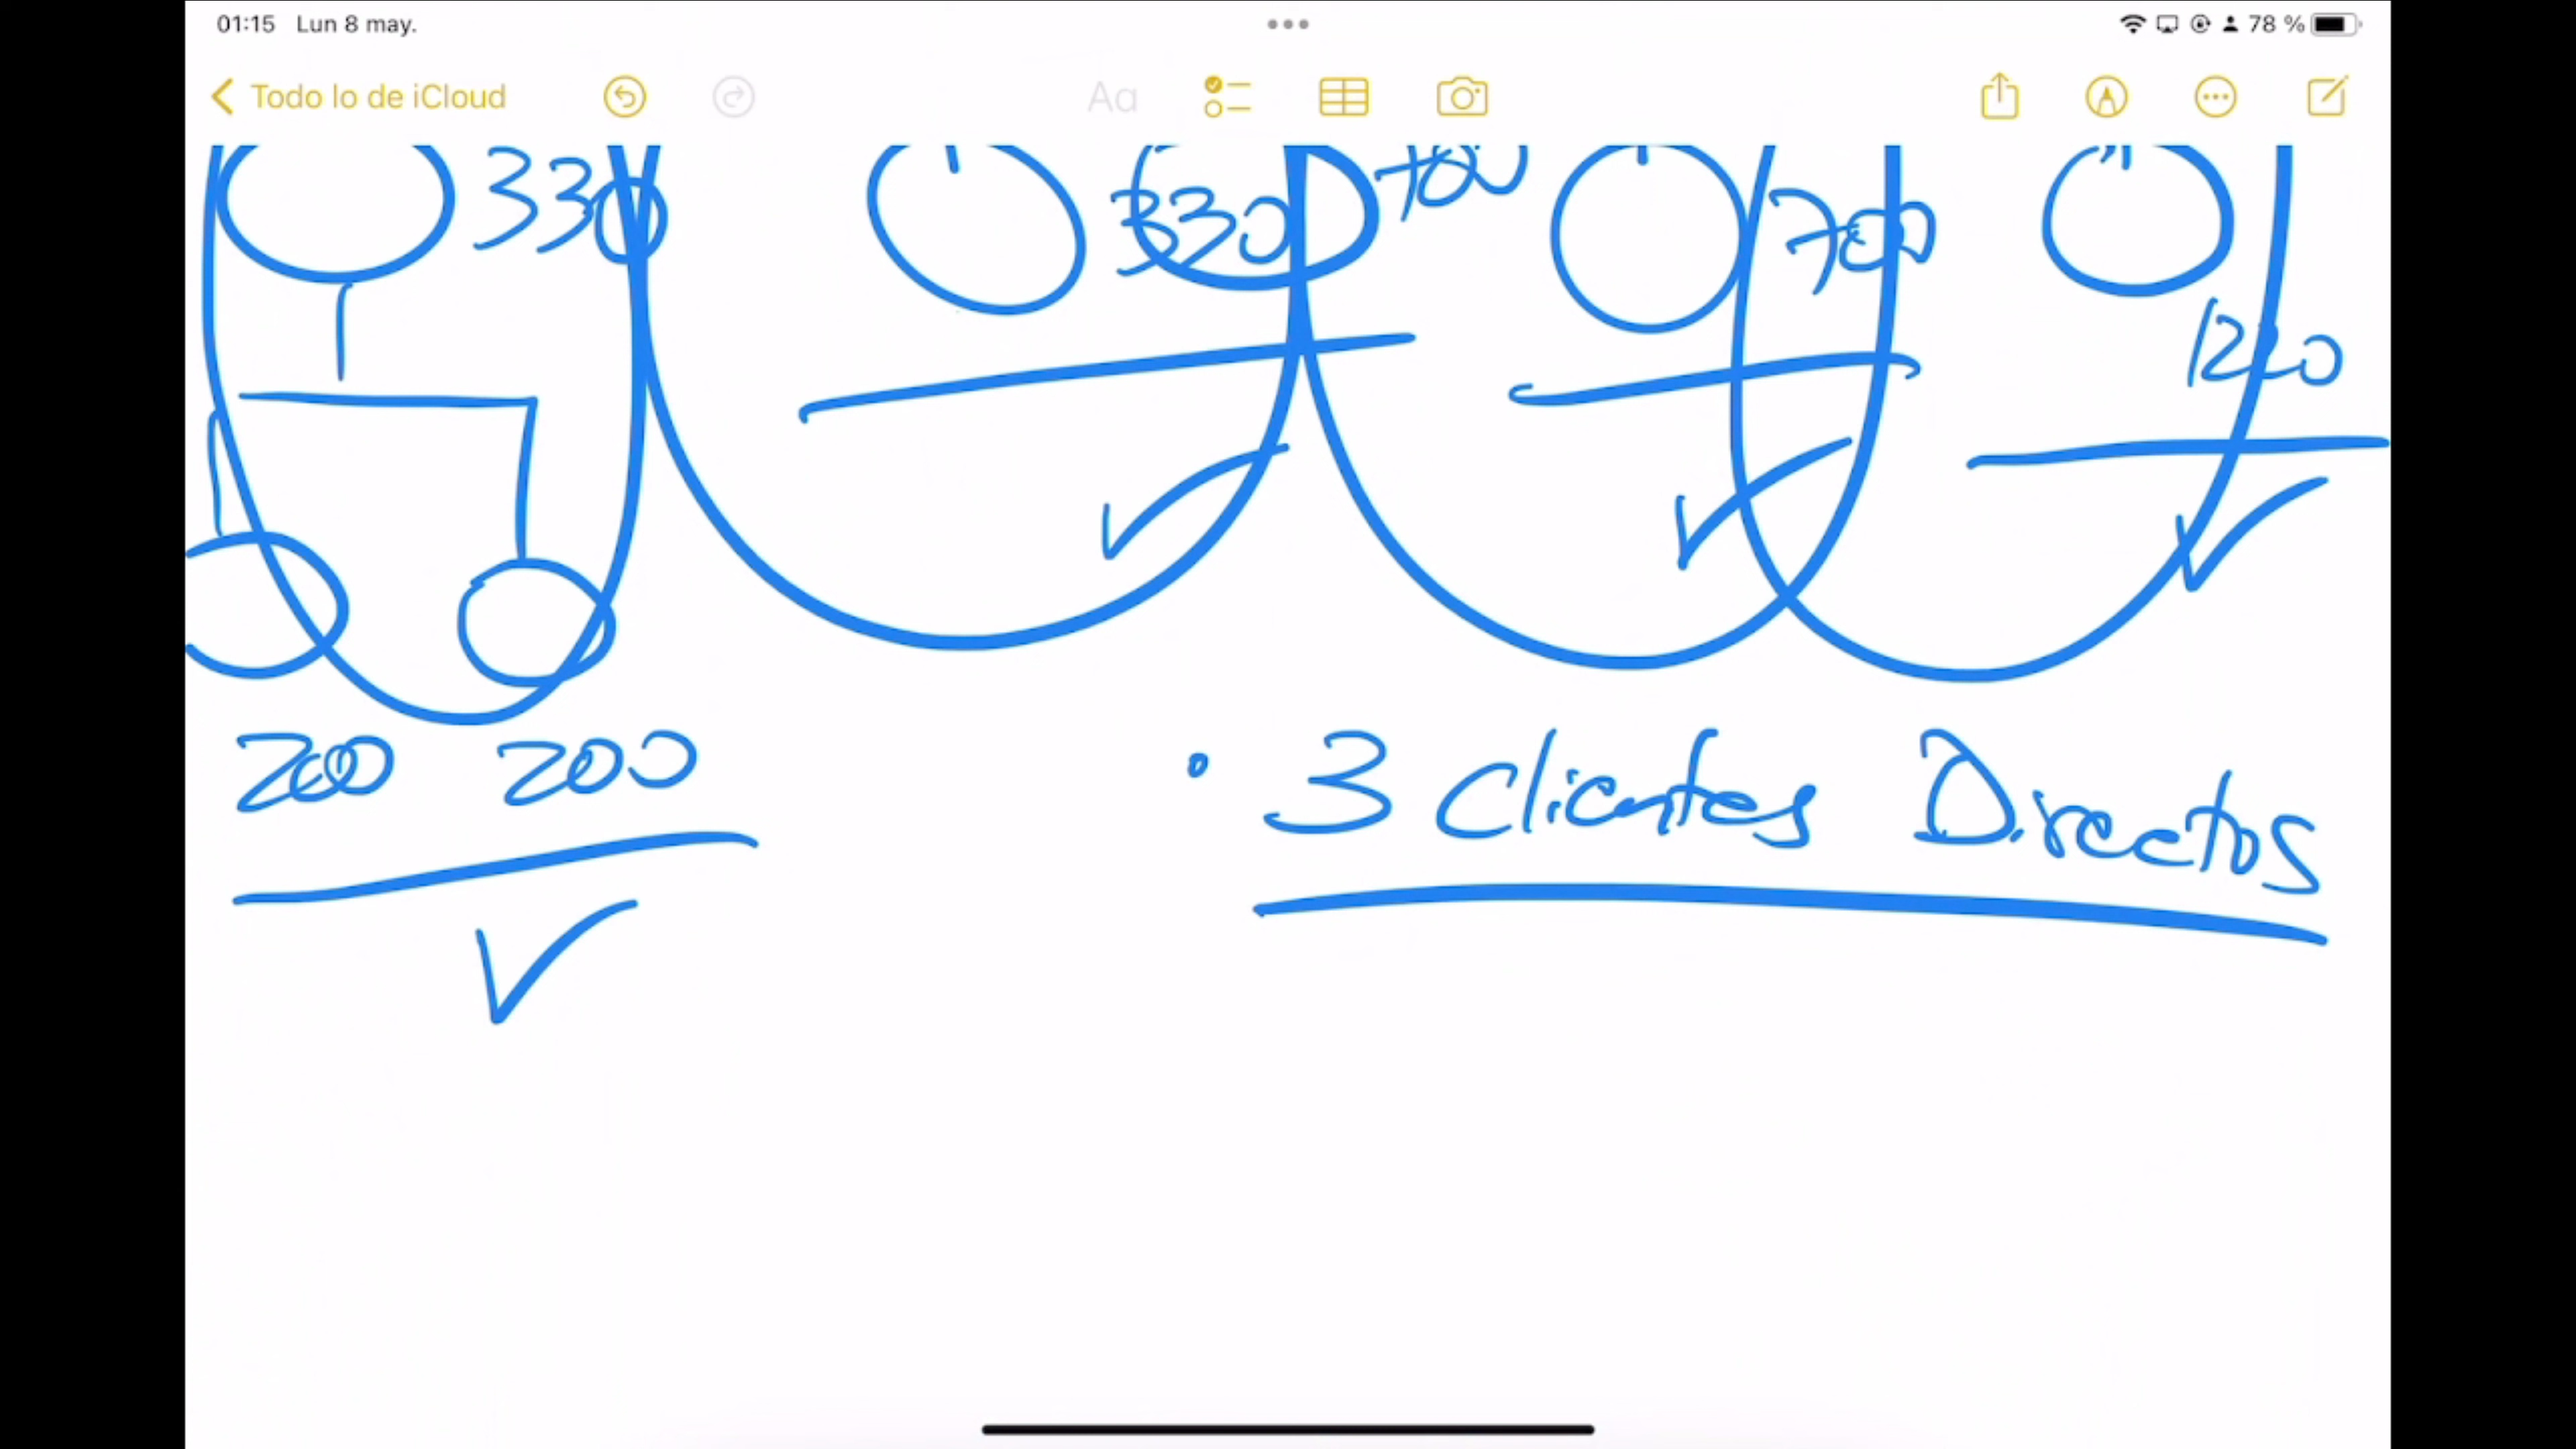 01:15 Lun 8 may.
78 %
Todo lo de iCloud
Aa
330
330
700
700
1220
200 200
• 3 Clientes Directos